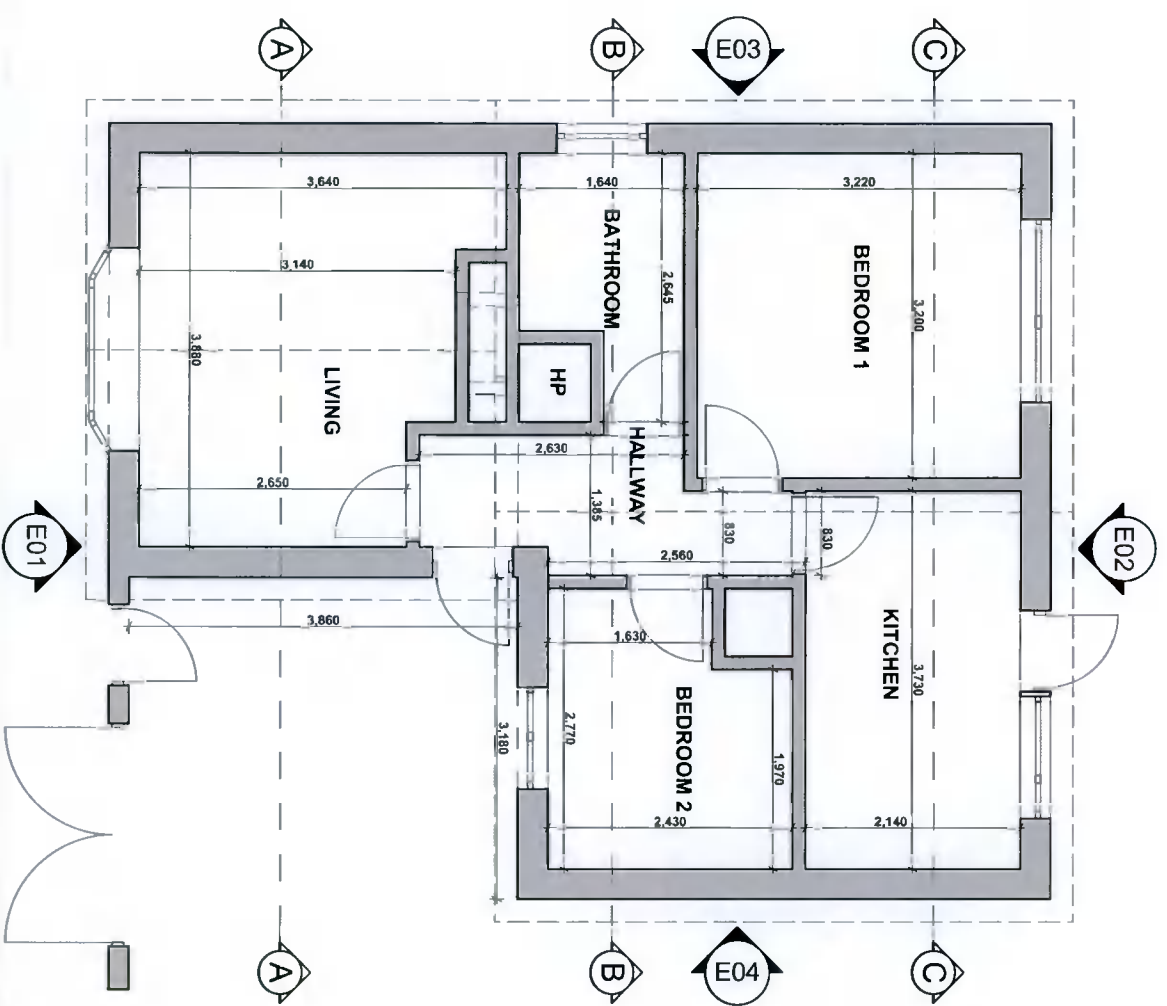 A
B
E03
C
3,640
1,640
3,220
BATHROOM
BEDROOM 1
3,140
2,645
3,200
3,880
LIVING
HP
HALLWAY
2,630
2,650
1,385
830
830
2,560
E01
E02
3,860
1,630
KITCHEN
3,730
BEDROOM 2
2,770
3,180
1,970
2,430
2,140
A
B
E04
C